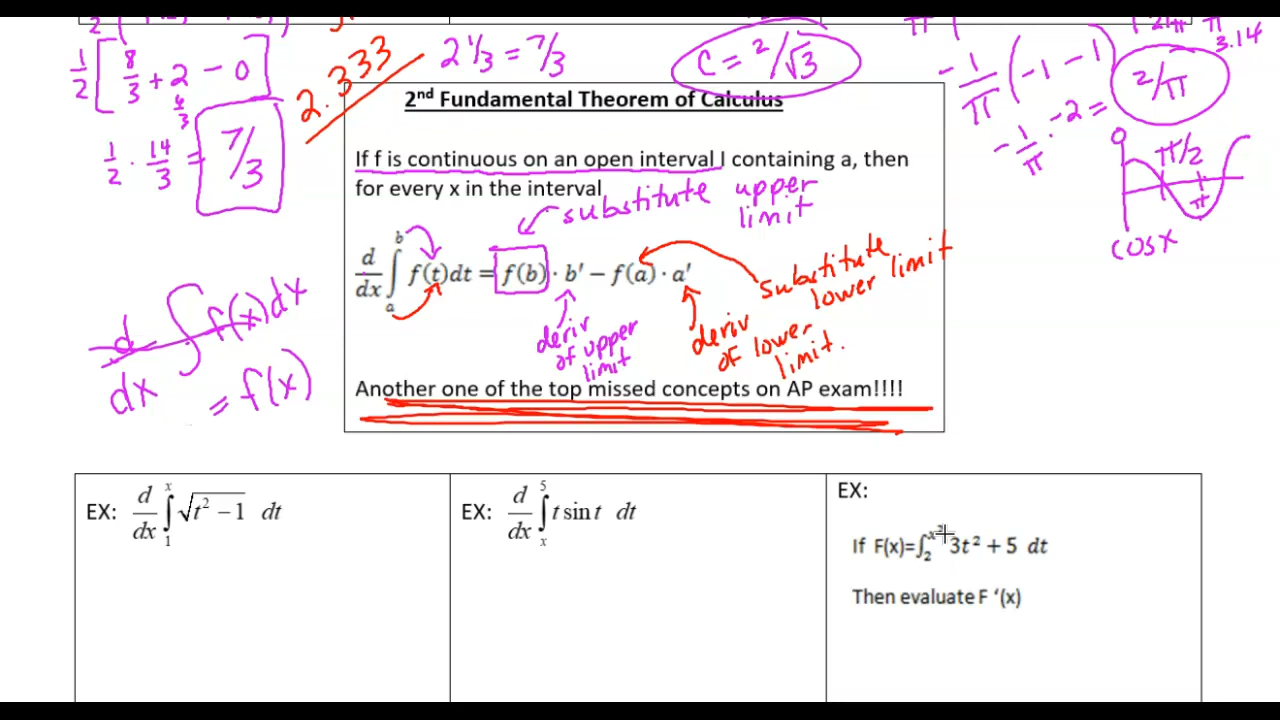 1/2 [ 8/3 + 2 - 0 ]
4/3
1/2 · 14/3 = 7/3
2.333
2 1/3 = 7/3
C = 2/√3
-1/π ( -1 - 1 )
-1/π · -2 =
2/π
3.14
0
π/2
π
cos x
2nd Fundamental Theorem of Calculus
If f is continuous on an open interval I containing a, then
for every x in the interval
substitute upper
limit
d/dx ∫_a^b f(t)dt = f(b) · b′ − f(a) · a′
substitute
lower limit
deriv
of upper
limit
deriv
of lower
limit.
d/dx ∫ f(x)dx
= f(x)
Another one of the top missed concepts on AP exam!!!!
EX: d/dx ∫_1^x √(t² − 1) dt
EX: d/dx ∫_x^5 t sin t dt
EX:
If F(x)=∫_2^(x²) 3t² + 5 dt
Then evaluate F ′(x)